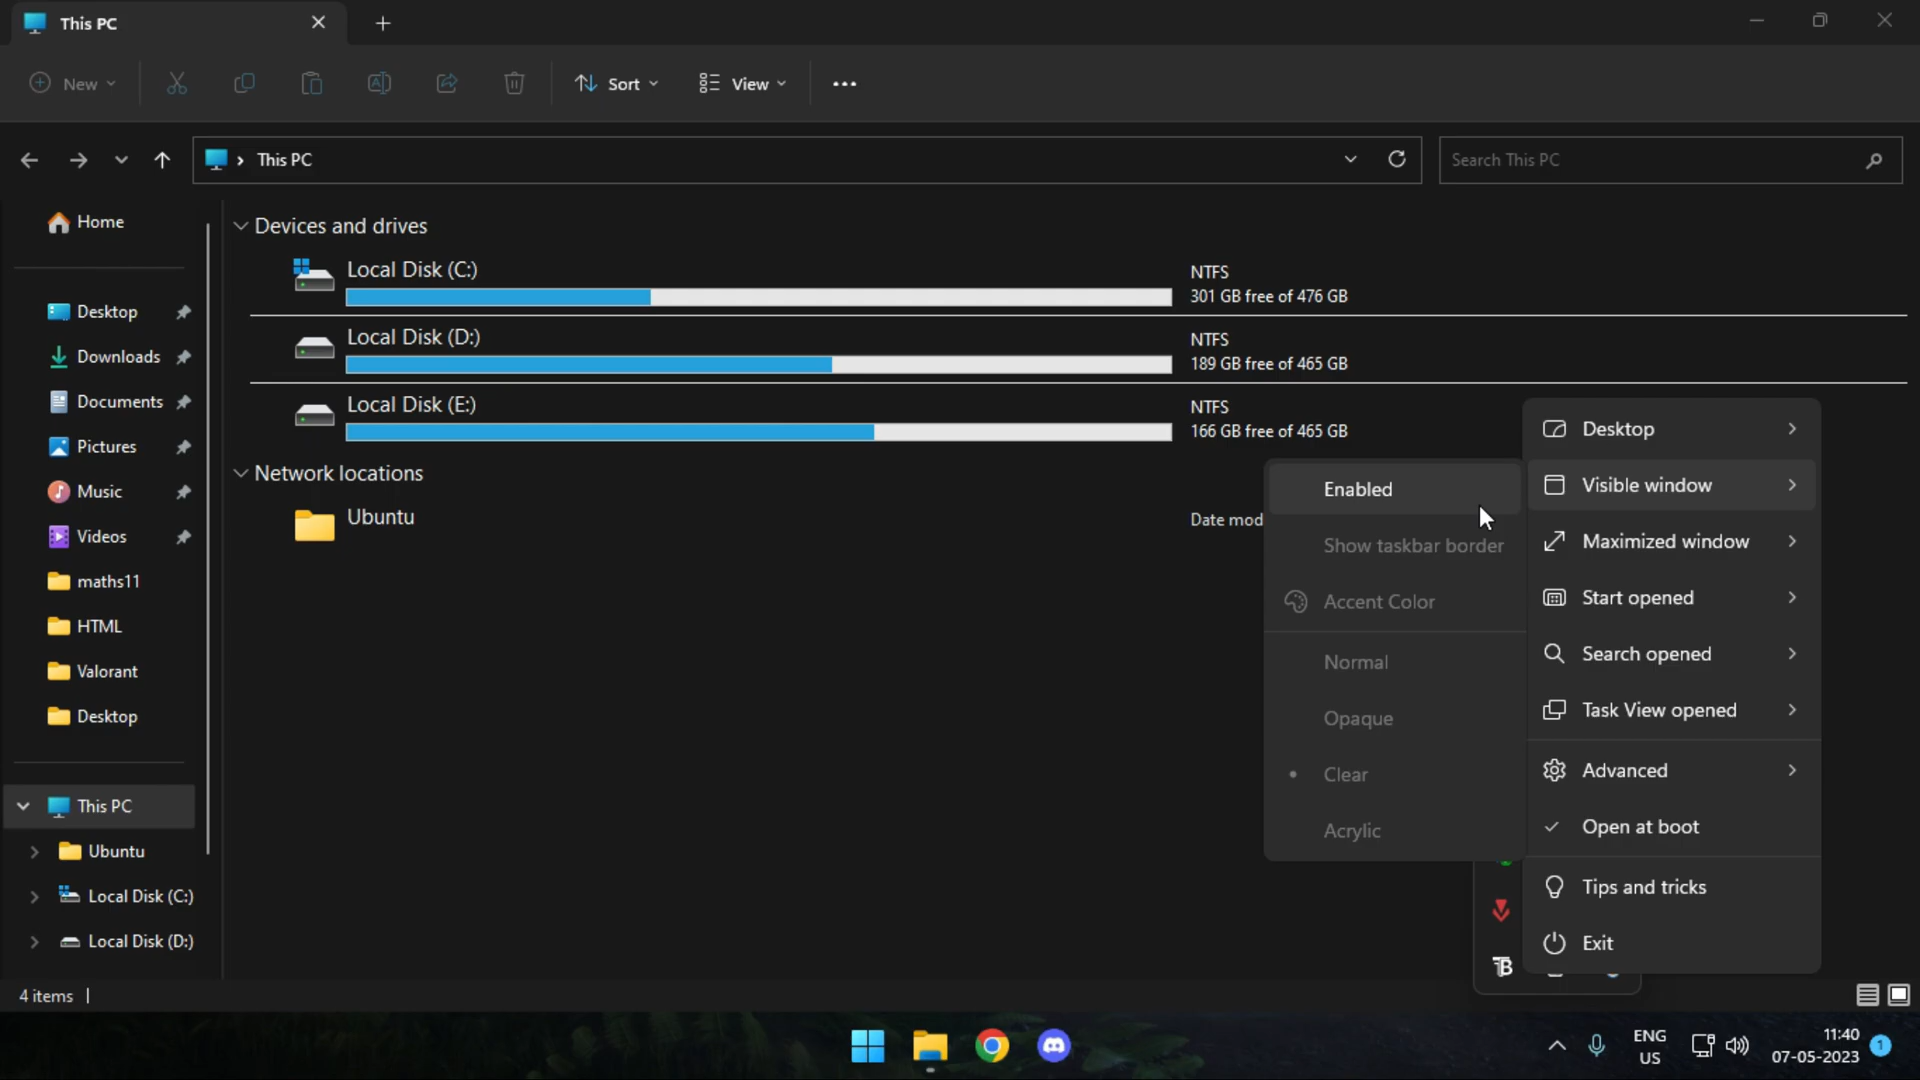 This PC
New
Sort
View
This PC
Search This PC
Home
Desktop
Downloads
Documents
Pictures
Music
Videos
maths11
HTML
Valorant
Desktop
This PC
Ubuntu
Local Disk (C:)
Local Disk (D:)
Devices and drives
Local Disk (C:)
NTFS
301 GB free of 476 GB
Local Disk (D:)
NTFS
189 GB free of 465 GB
Local Disk (E:)
NTFS
166 GB free of 465 GB
Network locations
Ubuntu
Date mod
Enabled
Show taskbar border
Accent Color
Normal
Opaque
Clear
Acrylic
Desktop
Visible window
Maximized window
Start opened
Search opened
Task View opened
Advanced
Open at boot
Tips and tricks
Exit
4 items
ENG
US
11:40
07-05-2023
1